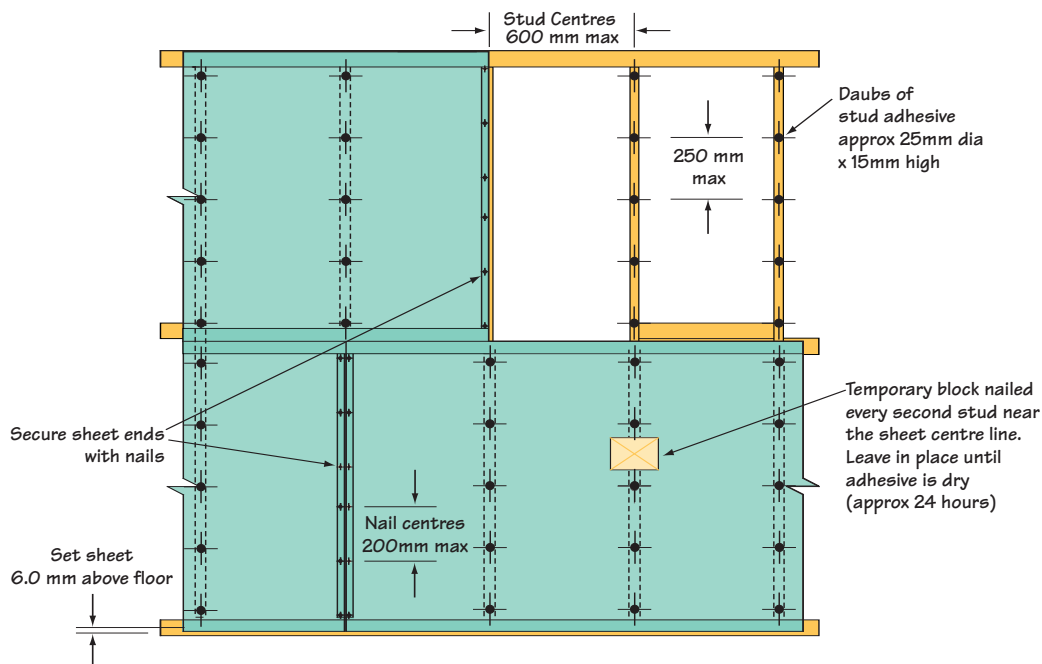 Stud Centres
600 mm max
Daubs of
stud adhesive
approx 25mm dia
x 15mm high
250 mm
max
Temporary block nailed
every second stud near
the sheet centre line.
Leave in place until
adhesive is dry
(approx 24 hours)
Secure sheet ends
with nails
Nail centres
200mm max
Set sheet
6.0 mm above floor